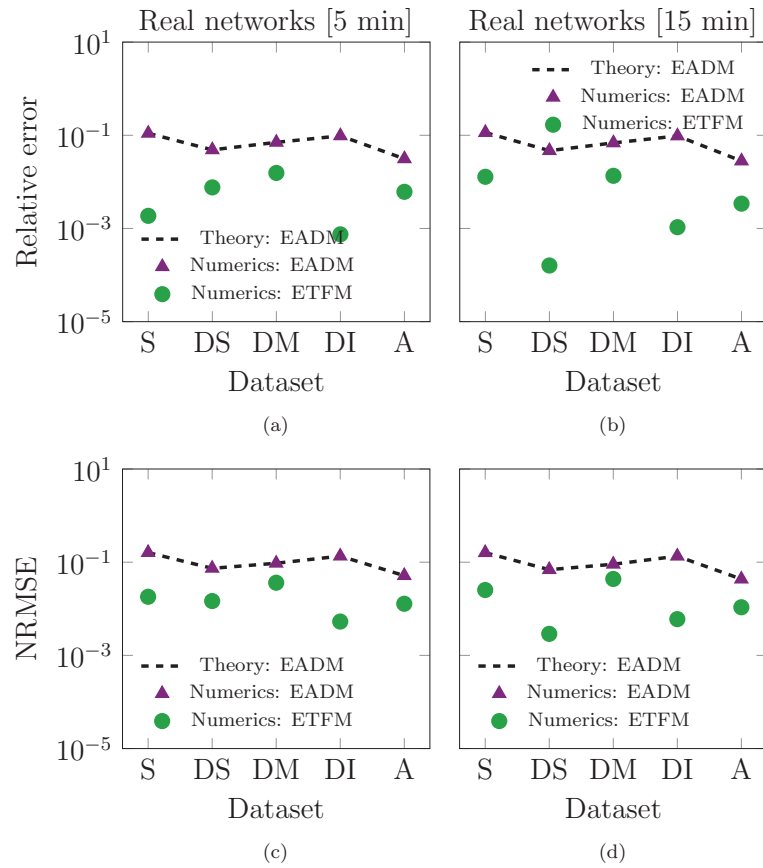 Real networks [5 min]
Real networks [15 min]
10^1
10^{-1}
10^{-3}
10^{-5}
Relative error
Theory: EADM
Numerics: EADM
Numerics: ETFM
S DS DM DI A
Dataset
(a)
Theory: EADM
Numerics: EADM
Numerics: ETFM
S DS DM DI A
Dataset
(b)
10^1
10^{-1}
10^{-3}
10^{-5}
NRMSE
Theory: EADM
Numerics: EADM
Numerics: ETFM
S DS DM DI A
Dataset
(c)
Theory: EADM
Numerics: EADM
Numerics: ETFM
S DS DM DI A
Dataset
(d)